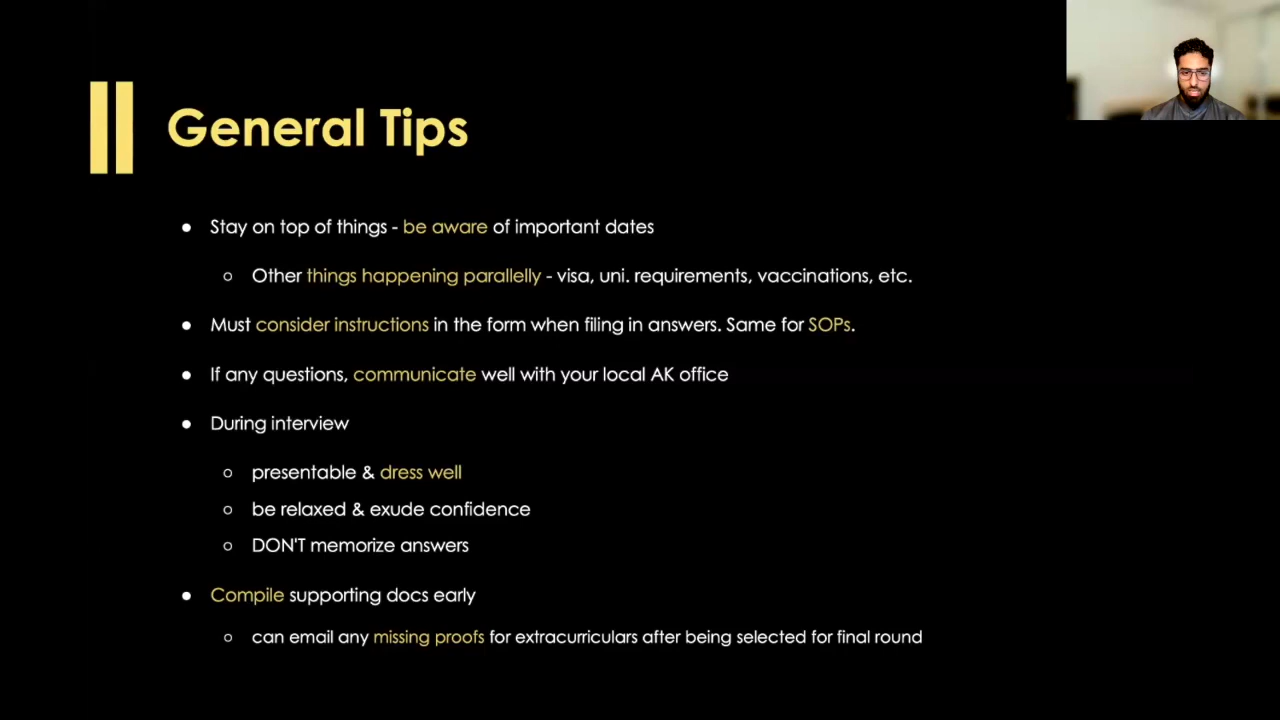 General Tips
● Stay on top of things - be aware of important dates
○ Other things happening parallelly - visa, uni. requirements, vaccinations, etc.
● Must consider instructions in the form when filing in answers. Same for SOPs.
● If any questions, communicate well with your local AK office
● During interview
○ presentable & dress well
○ be relaxed & exude confidence
○ DON'T memorize answers
● Compile supporting docs early
○ can email any missing proofs for extracurriculars after being selected for final round